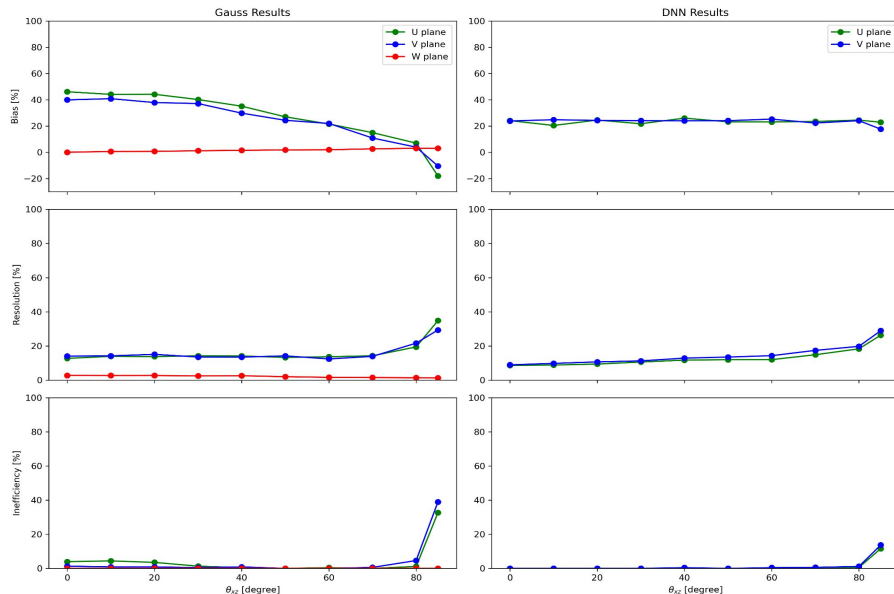 Gauss Results
DNN Results
U plane
V plane
W plane
U plane
V plane
Bias [%]
100
80
60
40
20
0
−20
100
80
60
40
20
0
−20
Resolution [%]
100
80
60
40
20
0
100
80
60
40
20
0
Inefficiency [%]
100
80
60
40
20
0
100
80
60
40
20
0
0 20 40 60 80
0 20 40 60 80
θxz [degree]
θxz [degree]